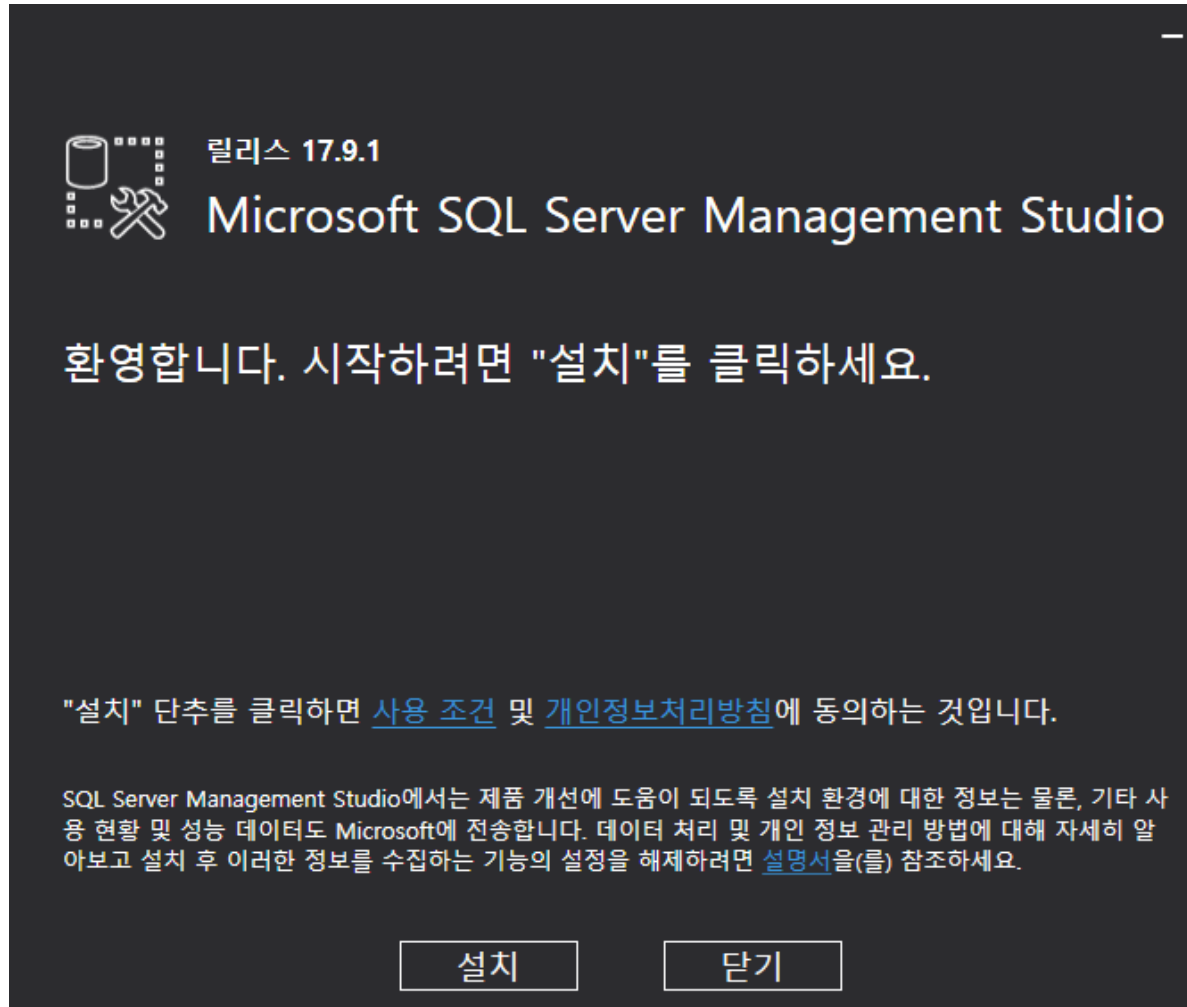 릴리스 17.9.1
Microsoft SQL Server Management Studio
환영합니다. 시작하려면 "설치"를 클릭하세요.
"설치" 단추를 클릭하면 사용 조건 및 개인정보처리방침에 동의하는 것입니다.
SQL Server Management Studio에서는 제품 개선에 도움이 되도록 설치 환경에 대한 정보는 물론, 기타 사
용 현황 및 성능 데이터도 Microsoft에 전송합니다. 데이터 처리 및 개인 정보 관리 방법에 대해 자세히 알
아보고 설치 후 이러한 정보를 수집하는 기능의 설정을 해제하려면 설명서을(를) 참조하세요.
설치 닫기